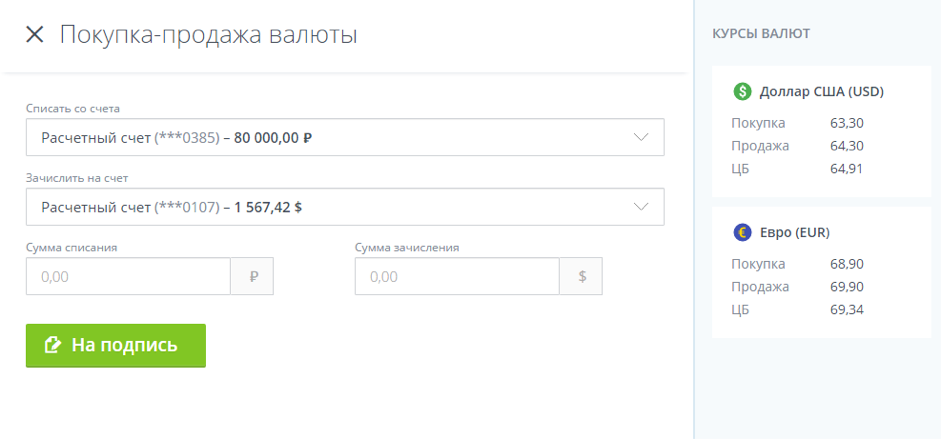 Покупка-продажа валюты
Списать со счета
Расчетный счет (***0385) – 80 000,00 ₽
Зачислить на счет
Расчетный счет (***0107) – 1 567,42 $
Сумма списания Сумма зачисления
0,00 ₽ 0,00 $
На подпись
КУРСЫ ВАЛЮТ
$ Доллар США (USD)
Покупка 63,30
Продажа 64,30
ЦБ 64,91
€ Евро (EUR)
Покупка 68,90
Продажа 69,90
ЦБ 69,34